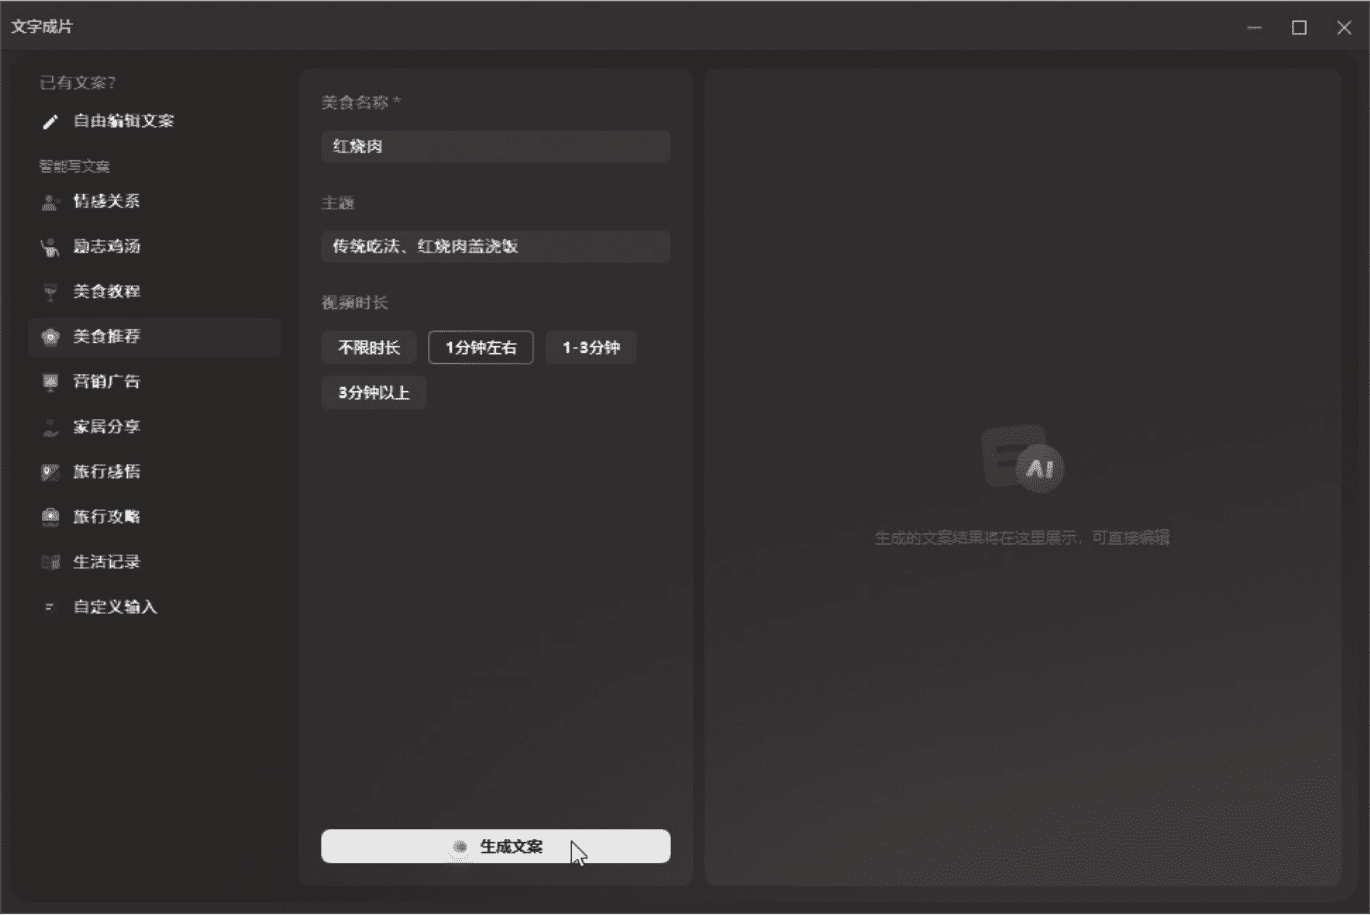 文字成片
已有文案?
自由编辑文案
智能写文案
情感关系
励志鸡汤
美食教程
美食推荐
营销广告
家居分享
旅行感悟
旅行攻略
生活记录
自定义输入
美食名称 *
红烧肉
主题
传统吃法、红烧肉盖浇饭
视频时长
不限时长 1分钟左右 1-3分钟
3分钟以上
生成文案
AI
生成的文案结果将在这里展示，可直接编辑